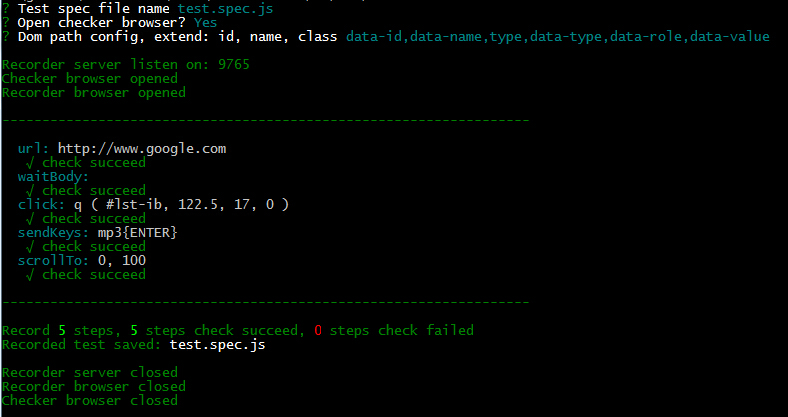 ? Test spec file name test.spec.js
? Open checker browser? Yes
? Dom path config, extend: id, name, class data-id,data-name,type,data-type,data-role,data-value
Recorder server listen on: 9765
Checker browser opened
Recorder browser opened
------------------------------------------------------------------
url: http://www.google.com
√ check succeed
waitBody:
√ check succeed
click: q ( #lst-ib, 122.5, 17, 0 )
√ check succeed
sendKeys: mp3{ENTER}
√ check succeed
scrollTo: 0, 100
√ check succeed
------------------------------------------------------------------
Record 5 steps, 5 steps check succeed, 0 steps check failed
Recorded test saved: test.spec.js
Recorder server closed
Recorder browser closed
Checker browser closed